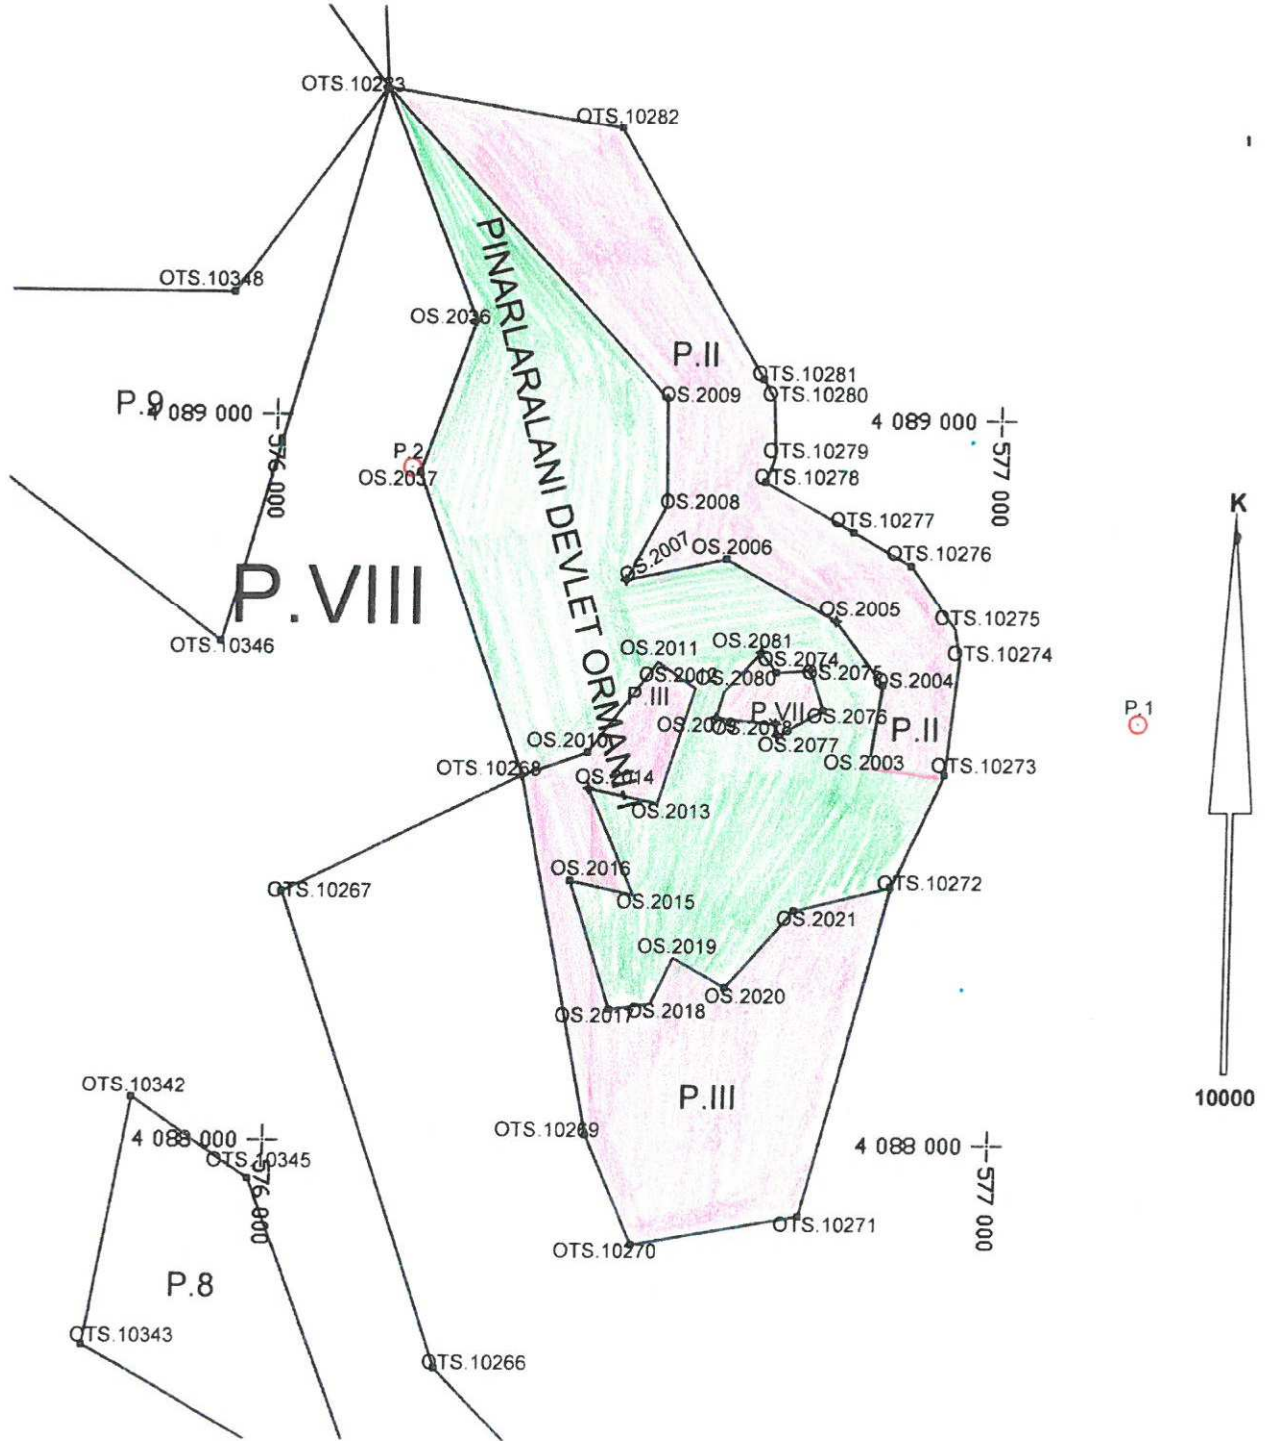 OTS.10283
OTS.10282
OTS.10348
OS.2036
PINARLARALANI DEVLET ORMANI-I
P.II
OTS.10281
OTS.10280
OS.2009
P.9
4 089 000
576 000
4 089 000
577 000
P.2
OS.2037
OTS.10279
OTS.10278
OS.2008
K
OTS.10277
OTS.10276
OS.2007
OS.2006
P.VIII
OS.2005
OTS.10275
OTS.10346
OS.2011
OS.2081
OS.2074
OTS.10274
OS.2012
OS.2080
OS.2075
OS.2004
P.III
P.VII
OS.2076
P.1
OS.2079
OS.2077
P.II
OS.2010
OS.2003
OTS.10273
OTS.10268
OS.2014
OS.2013
OS.2016
OTS.10267
OS.2015
OTS.10272
OS.2021
OS.2019
OS.2020
OS.2017
OS.2018
OTS.10342
P.III
10000
4 088 000
576 000
OTS.10269
4 088 000
577 000
OTS.10345
OTS.10271
OTS.10270
P.8
OTS.10343
OTS.10266